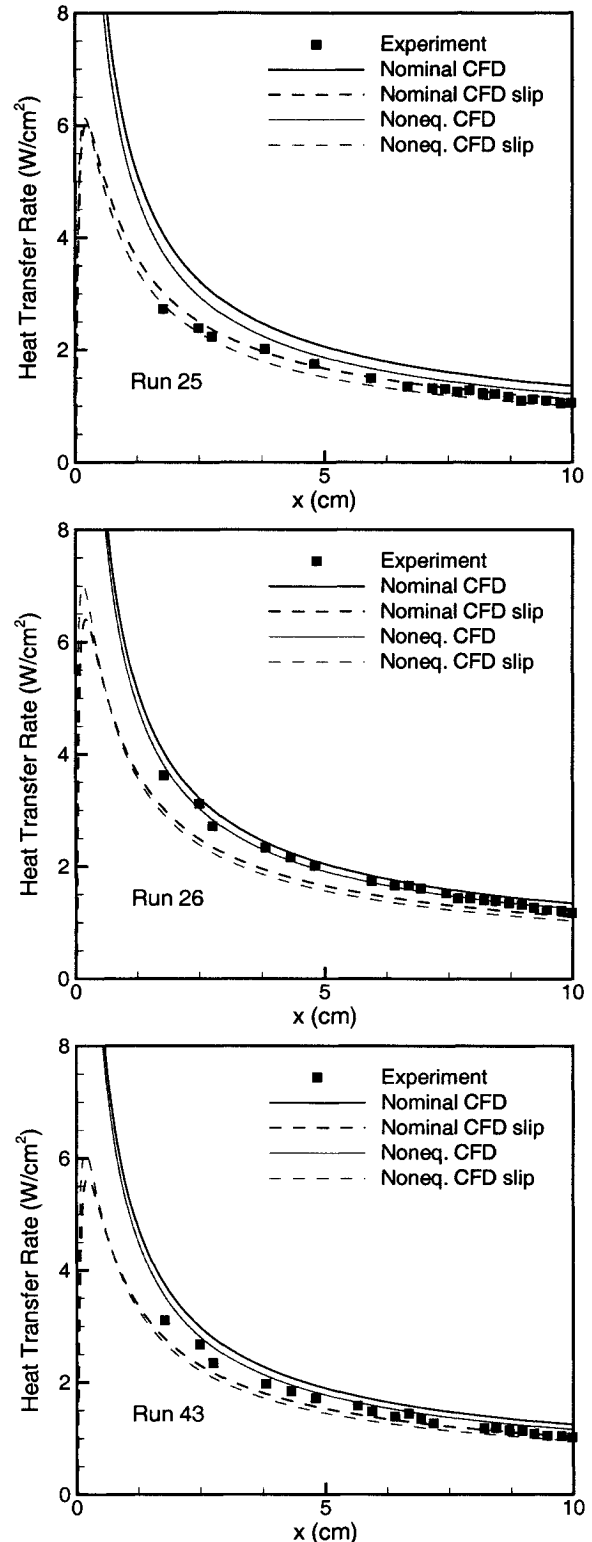 8
6
4
2
0
Heat Transfer Rate (W/cm²)
Experiment
Nominal CFD
Nominal CFD slip
Noneq. CFD
Noneq. CFD slip
Run 25
0
5
10
x (cm)
8
6
4
2
0
Heat Transfer Rate (W/cm²)
Experiment
Nominal CFD
Nominal CFD slip
Noneq. CFD
Noneq. CFD slip
Run 26
0
5
10
x (cm)
8
6
4
2
0
Heat Transfer Rate (W/cm²)
Experiment
Nominal CFD
Nominal CFD slip
Noneq. CFD
Noneq. CFD slip
Run 43
0
5
10
x (cm)